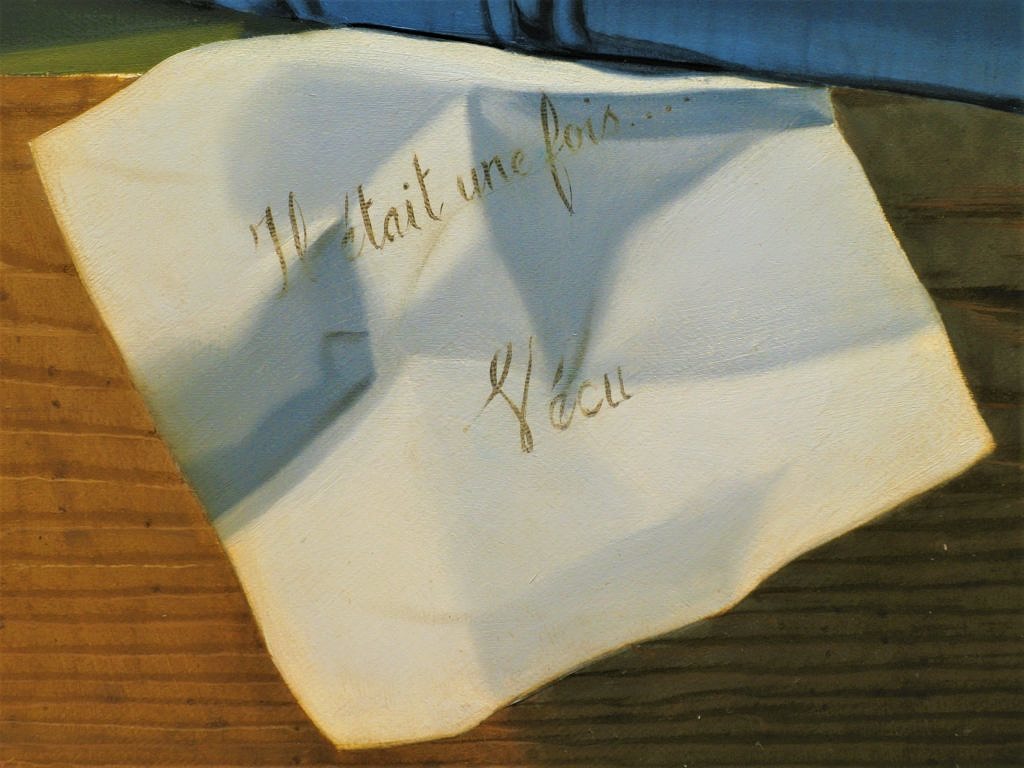 Il était une fois....
Vécu